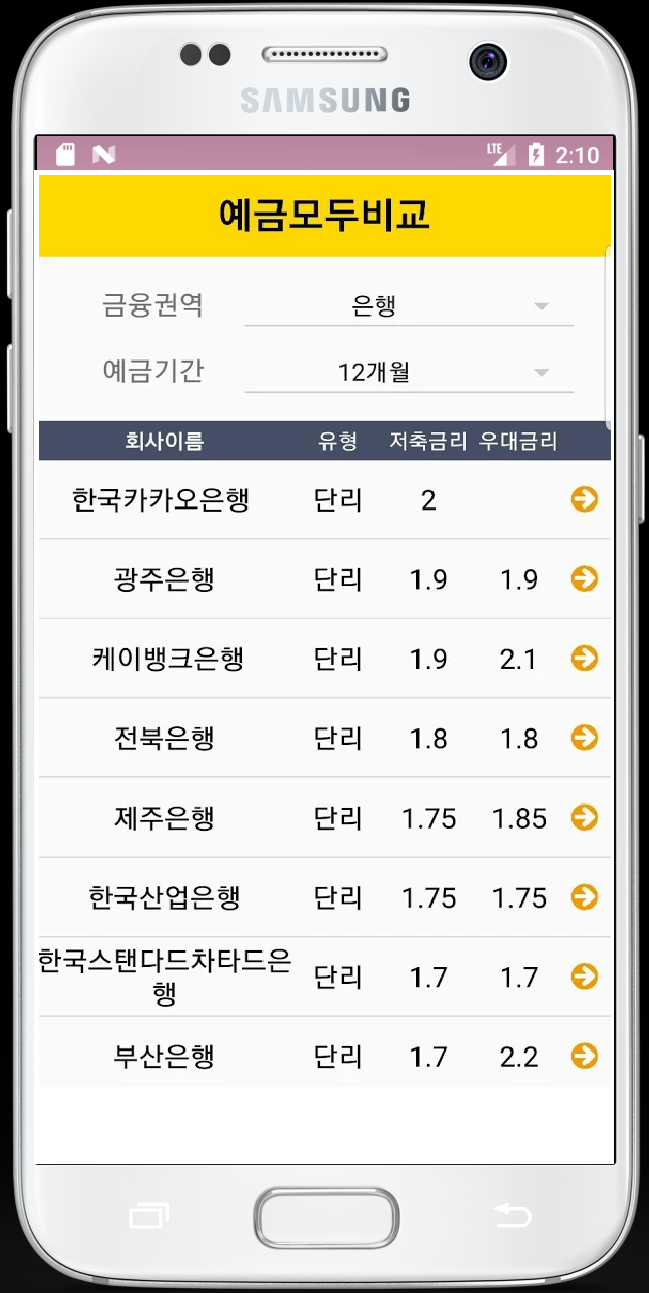 SAMSUNG
LTE 2:10
예금모두비교
금융권역 은행
예금기간 12개월
회사이름 유형 저축금리 우대금리
한국카카오은행 단리 2
광주은행 단리 1.9 1.9
케이뱅크은행 단리 1.9 2.1
전북은행 단리 1.8 1.8
제주은행 단리 1.75 1.85
한국산업은행 단리 1.75 1.75
한국스탠다드차타드은
행 단리 1.7 1.7
부산은행 단리 1.7 2.2